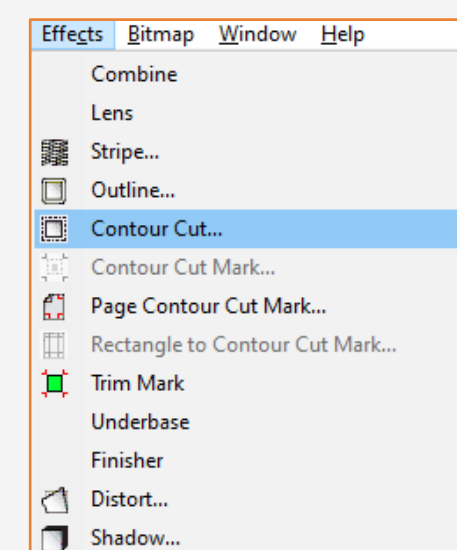 Effects Bitmap Window Help
Combine
Lens
Stripe...
Outline...
Contour Cut...
Contour Cut Mark...
Page Contour Cut Mark...
Rectangle to Contour Cut Mark...
Trim Mark
Underbase
Finisher
Distort...
Shadow...